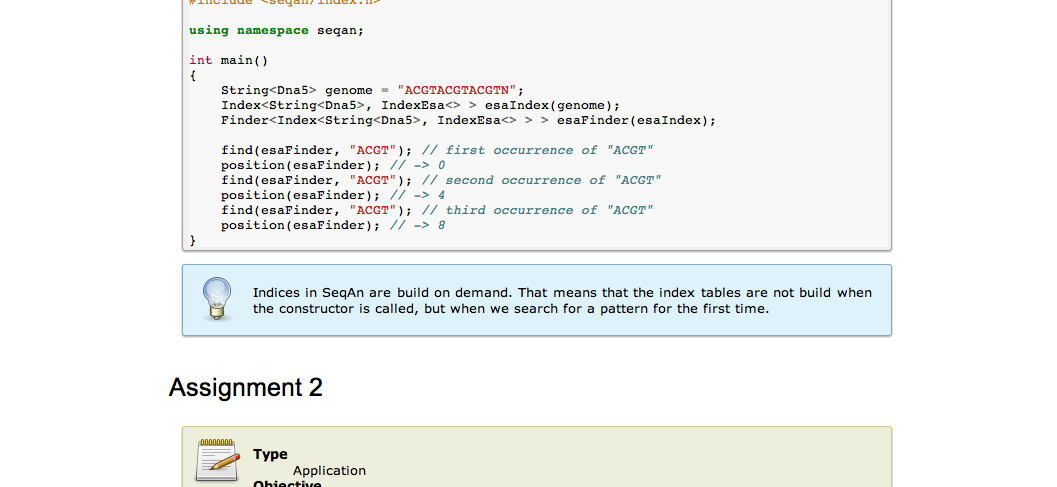 #include <seqan/index.h>
using namespace seqan;
int main()
{
String<Dna5> genome = "ACGTACGTACGTN";
Index<String<Dna5>, IndexEsa<> > esaIndex(genome);
Finder<Index<String<Dna5>, IndexEsa<> > > esaFinder(esaIndex);
find(esaFinder, "ACGT"); // first occurrence of "ACGT"
position(esaFinder); // -> 0
find(esaFinder, "ACGT"); // second occurrence of "ACGT"
position(esaFinder); // -> 4
find(esaFinder, "ACGT"); // third occurrence of "ACGT"
position(esaFinder); // -> 8
}
Indices in SeqAn are build on demand. That means that the index tables are not build when
the constructor is called, but when we search for a pattern for the first time.
Assignment 2
Type
Application
Objective